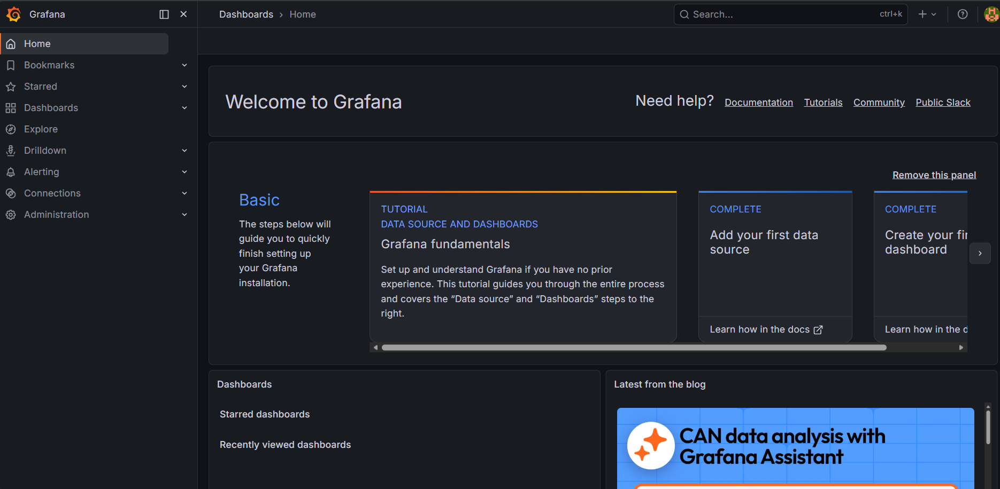 Grafana
Dashboards › Home
Search...
ctrl+k
Home
Bookmarks
Starred
Dashboards
Explore
Drilldown
Alerting
Connections
Administration
Welcome to Grafana
Need help?
Documentation
Tutorials
Community
Public Slack
Remove this panel
Basic
The steps below will
guide you to quickly
finish setting up
your Grafana
installation.
TUTORIAL
DATA SOURCE AND DASHBOARDS
Grafana fundamentals
Set up and understand Grafana if you have no prior
experience. This tutorial guides you through the entire process
and covers the “Data source” and “Dashboards” steps to the
right.
COMPLETE
Add your first data
source
Learn how in the docs
COMPLETE
Create your fir
dashboard
Learn how in the d
Dashboards
Starred dashboards
Recently viewed dashboards
Latest from the blog
CAN data analysis with
Grafana Assistant